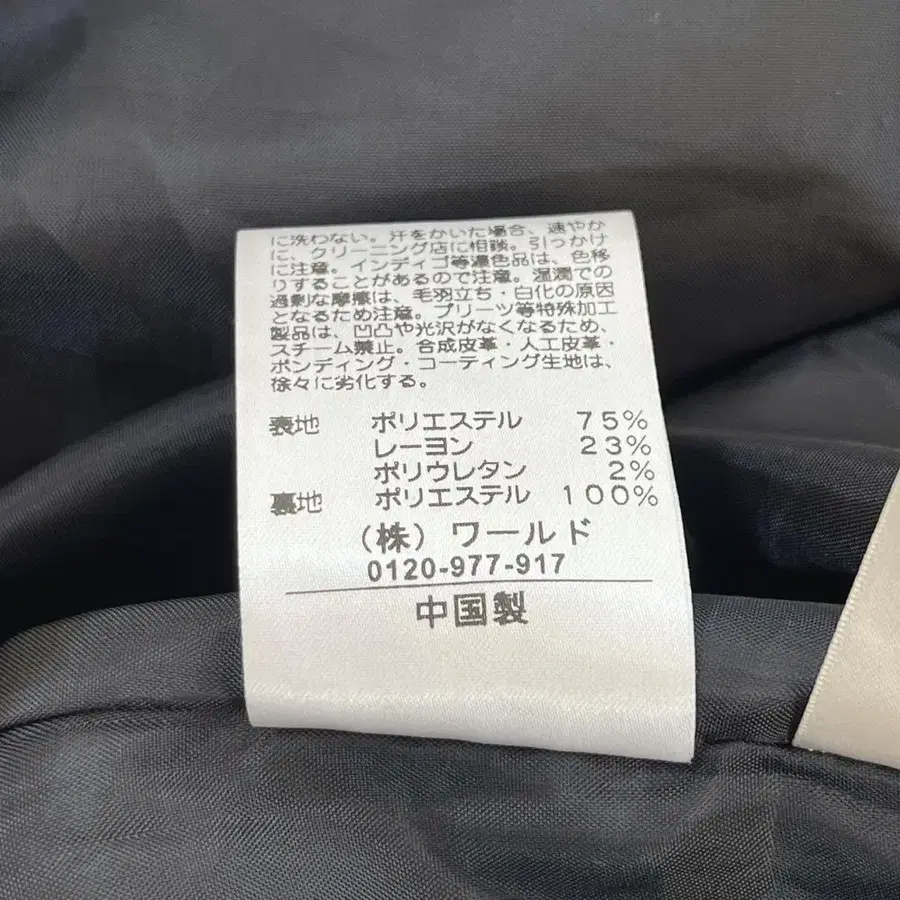 に洗わない。汗をかいた場合、速やか
に、クリーニング店に相談。引っかけ
に注意。インディゴ等濃色品は、色移
りすることがあるので注意。湿潤での
過剰な摩擦は、毛羽立ち・白化の原因
となるため注意。プリーツ等特殊加工
製品は、凹凸や光沢がなくなるため、
スチーム禁止。合成皮革・人工皮革・
ボンディング・コーティング生地は、
徐々に劣化する。
表地 ポリエステル 75%
レーヨン 23%
ポリウレタン 2%
裏地 ポリエステル 100%
(株) ワールド
0120-977-917
中国製